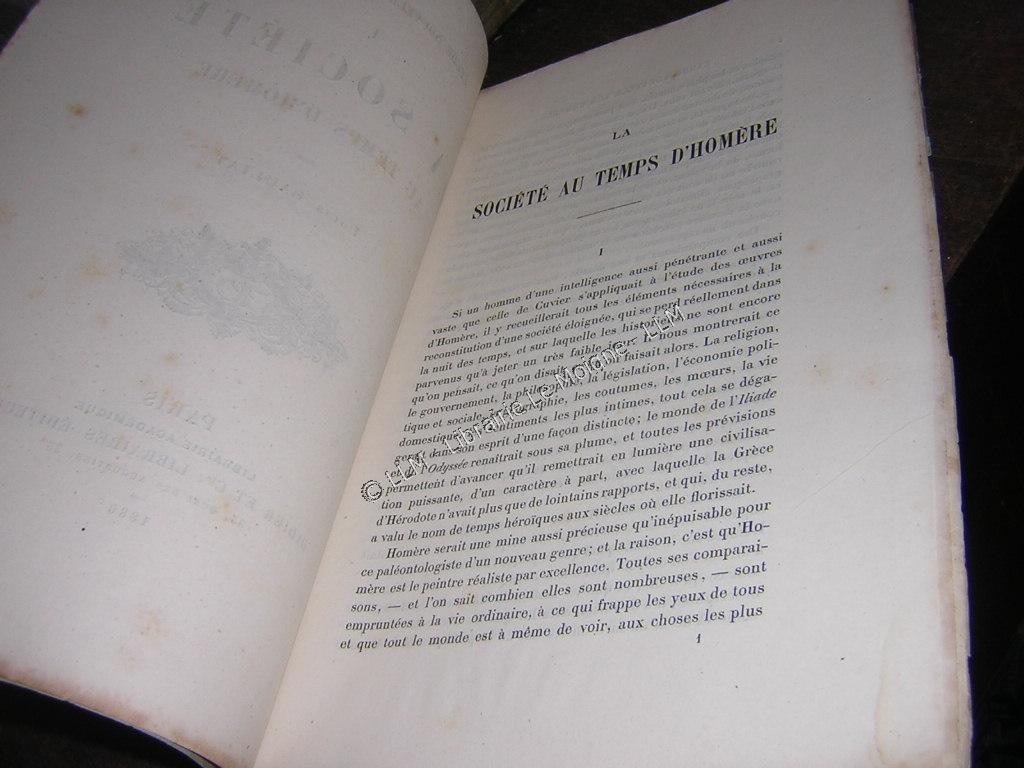 LA
SOCIÉTÉ AU TEMPS D'HOMÈRE
I
Si un homme d'une intelligence aussi pénétrante et aussi
vaste que celle de Cuvier s'appliquait à l'étude des œuvres
d'Homère, il y recueillerait tous les éléments nécessaires à la
reconstitution d'une société éloignée, qui se perd réellement dans
la nuit des temps, et sur laquelle les historiens ne sont encore
parvenus qu'à jeter un très faible jour. Il nous montrerait ce
qu'on pensait, ce qu'on disait, ce qu'on faisait alors. La religion,
le gouvernement, la philosophie, la législation, l'économie poli-
tique et sociale, les coutumes, les mœurs, la vie
domestique, sentiments les plus intimes, tout cela se déga-
gerait dans son esprit d'une façon distincte; le monde de l'Iliade
et de l'Odyssée renaîtrait sous sa plume, et toutes les prévisions
permettent d'avancer qu'il remettrait en lumière une civilisa-
tion puissante, d'un caractère à part, avec laquelle la Grèce
d'Hérodote n'avait plus que de lointains rapports, et qui, du reste,
a valu le nom de temps héroïques aux siècles où elle florissait.
Homère serait une mine aussi précieuse qu'inépuisable pour
ce paléontologiste d'un nouveau genre; et la raison, c'est qu'Ho-
mère est le peintre réaliste par excellence. Toutes ses comparai-
sons, — et l'on sait combien elles sont nombreuses, — sont
empruntées à la vie ordinaire, à ce qui frappe les yeux de tous
et que tout le monde est à même de voir, aux choses les plus
1
© LLM - Librairie Le Moigne - LLM